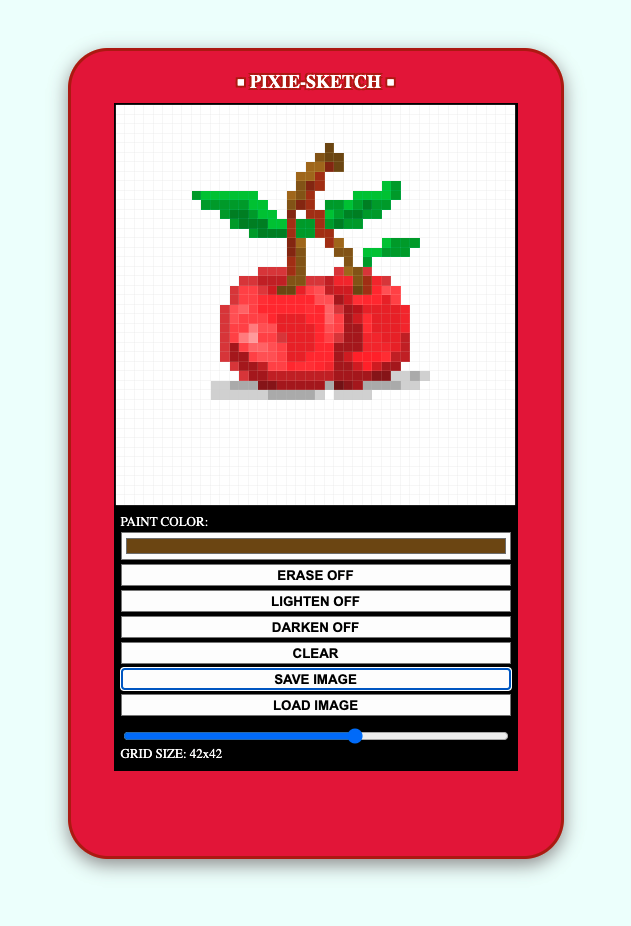 ▪ PIXIE-SKETCH ▪
PAINT COLOR:
ERASE OFF
LIGHTEN OFF
DARKEN OFF
CLEAR
SAVE IMAGE
LOAD IMAGE
GRID SIZE: 42x42